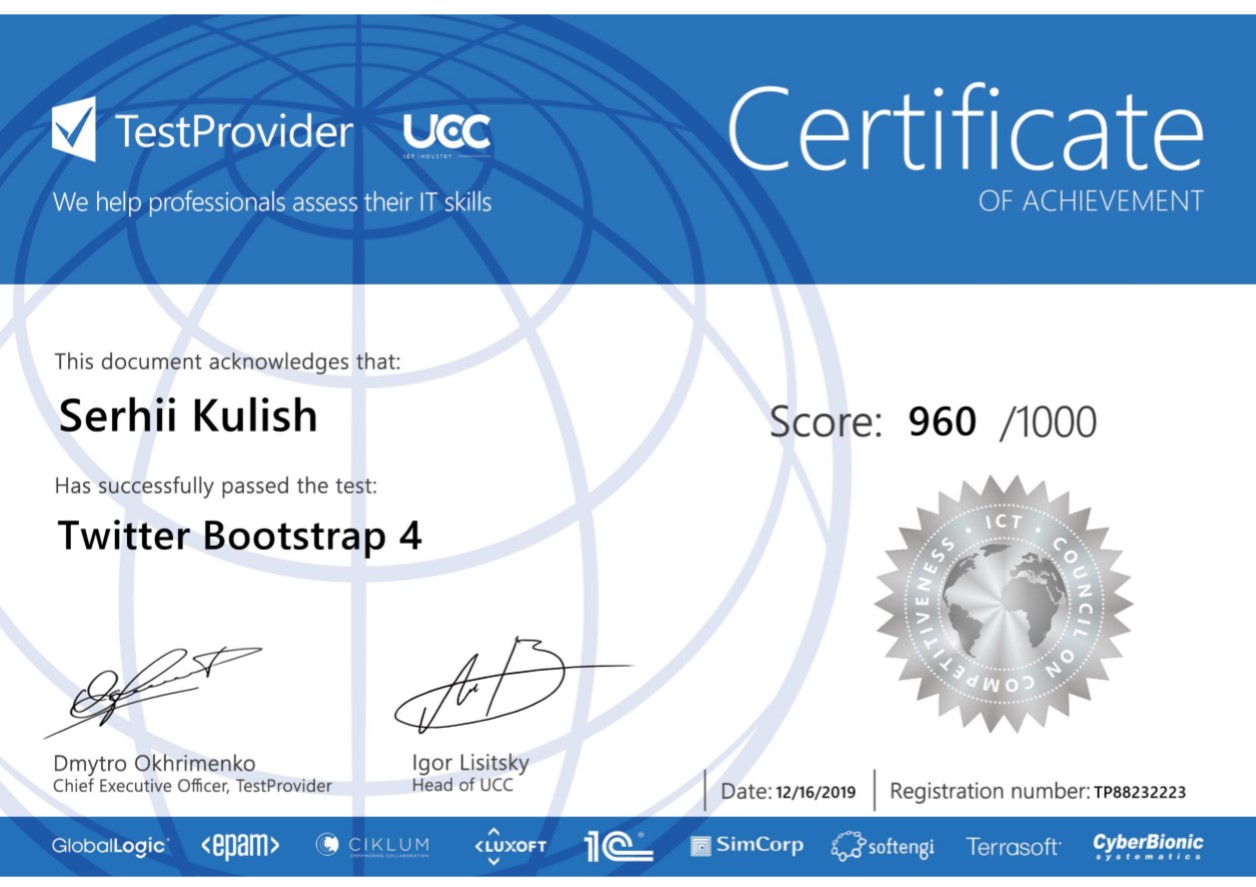 TestProvider UCC
ICT INDUSTRY
We help professionals assess their IT skills
Certificate
OF ACHIEVEMENT
This document acknowledges that:
Serhii Kulish
Score: 960 /1000
Has successfully passed the test:
Twitter Bootstrap 4
ICT · COUNCIL ON COMPETITIVENESS ·
Dmytro Okhrimenko
Chief Executive Officer, TestProvider
Igor Lisitsky
Head of UCC
Date: 12/16/2019
Registration number: TP88232223
GlobalLogic® <epam> CIKLUM LUXOFT 1C® SimCorp softengi Terrasoft CyberBionic
EMPOWERING COLLABORATION systematics